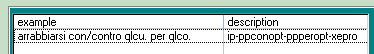 example description
arrabbiarsi con/contro qlcu. per qlco. ip-ppconopt-ppperopt-xepro